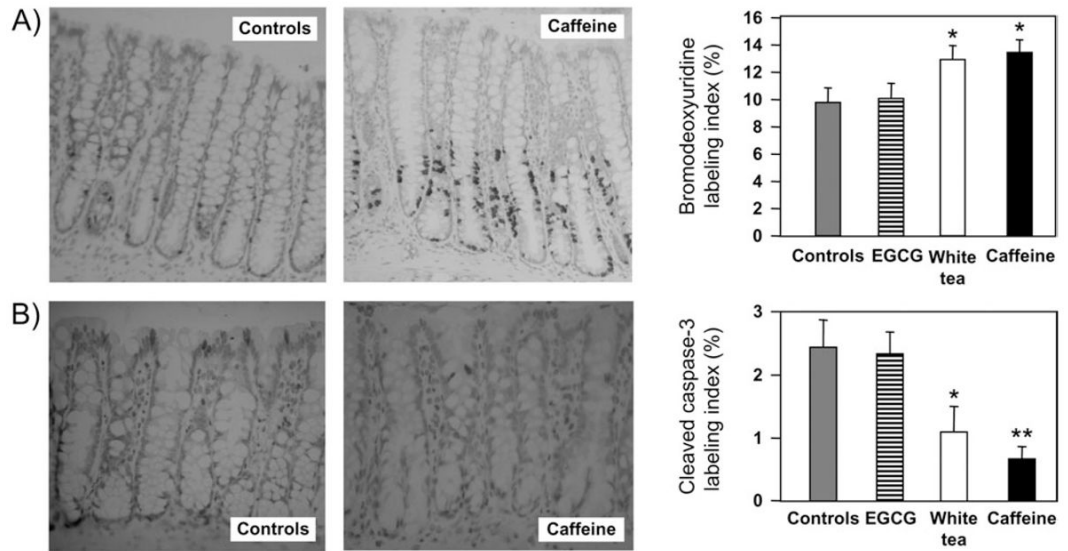 A)
Controls
Caffeine
Bromodeoxyuridine
labeling index (%)
16
14
12
10
8
6
4
2
0
*
*
Controls
EGCG
White
tea
Caffeine
B)
Controls
Caffeine
Cleaved caspase-3
labeling index (%)
3
2
1
0
*
**
Controls
EGCG
White
tea
Caffeine